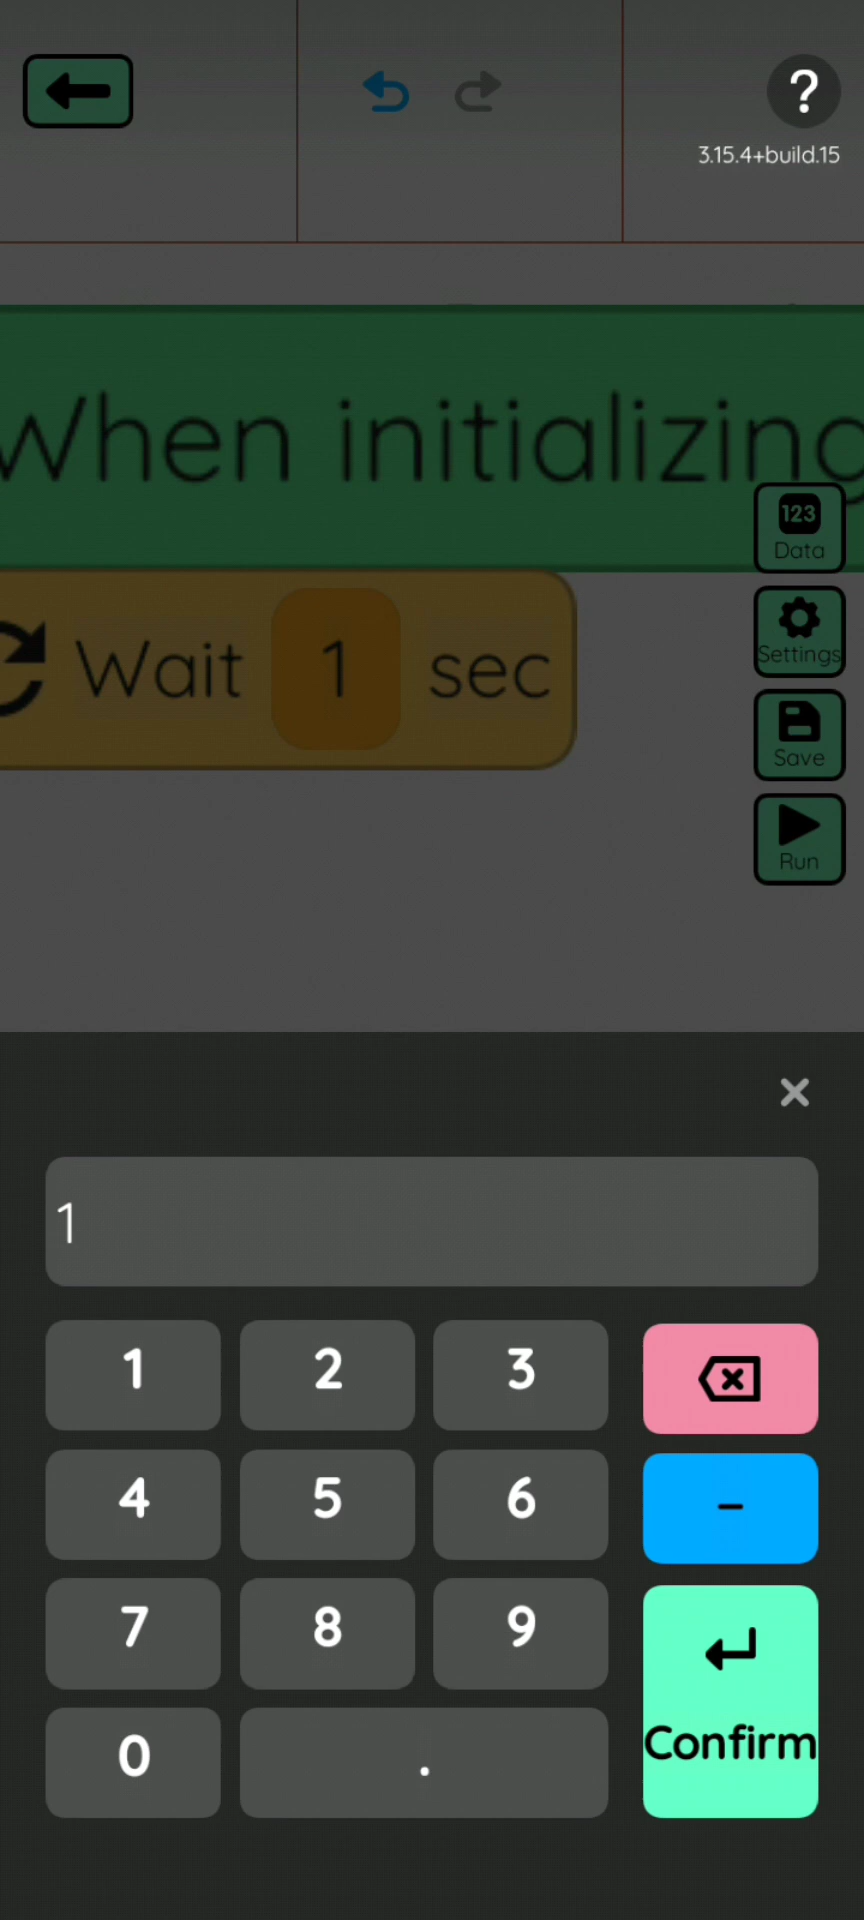 ?
3.15.4+build.15
When initializing
123
Data
Wait 1 sec
Settings
Save
Run
1
1 2 3
4 5 6 –
7 8 9
0 . Confirm